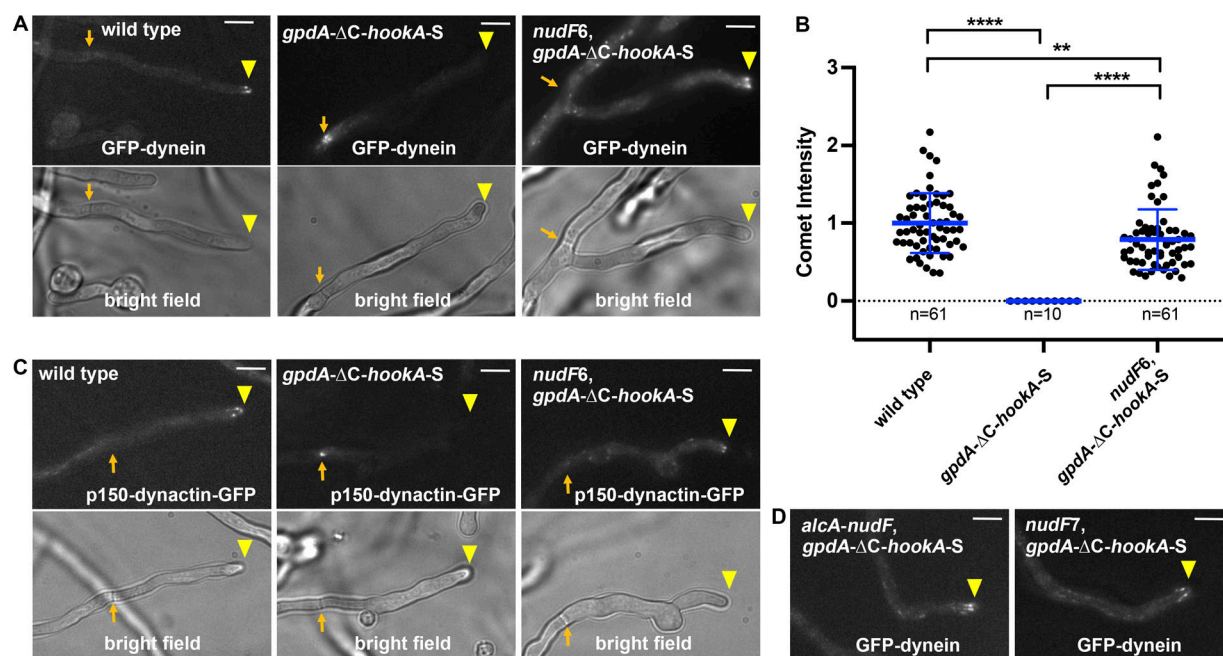 A
wild type
GFP-dynein
bright field
gpdA-ΔC-hookA-S
GFP-dynein
bright field
nudF6,
gpdA-ΔC-hookA-S
GFP-dynein
bright field
B
Comet Intensity
3
2
1
0
****
**
****
n=61
n=10
n=61
wild type
gpdA-ΔC-hookA-S
nudF6,
gpdA-ΔC-hookA-S
C
wild type
p150-dynactin-GFP
bright field
gpdA-ΔC-hookA-S
p150-dynactin-GFP
bright field
nudF6,
gpdA-ΔC-hookA-S
p150-dynactin-GFP
bright field
D
alcA-nudF,
gpdA-ΔC-hookA-S
GFP-dynein
nudF7,
gpdA-ΔC-hookA-S
GFP-dynein